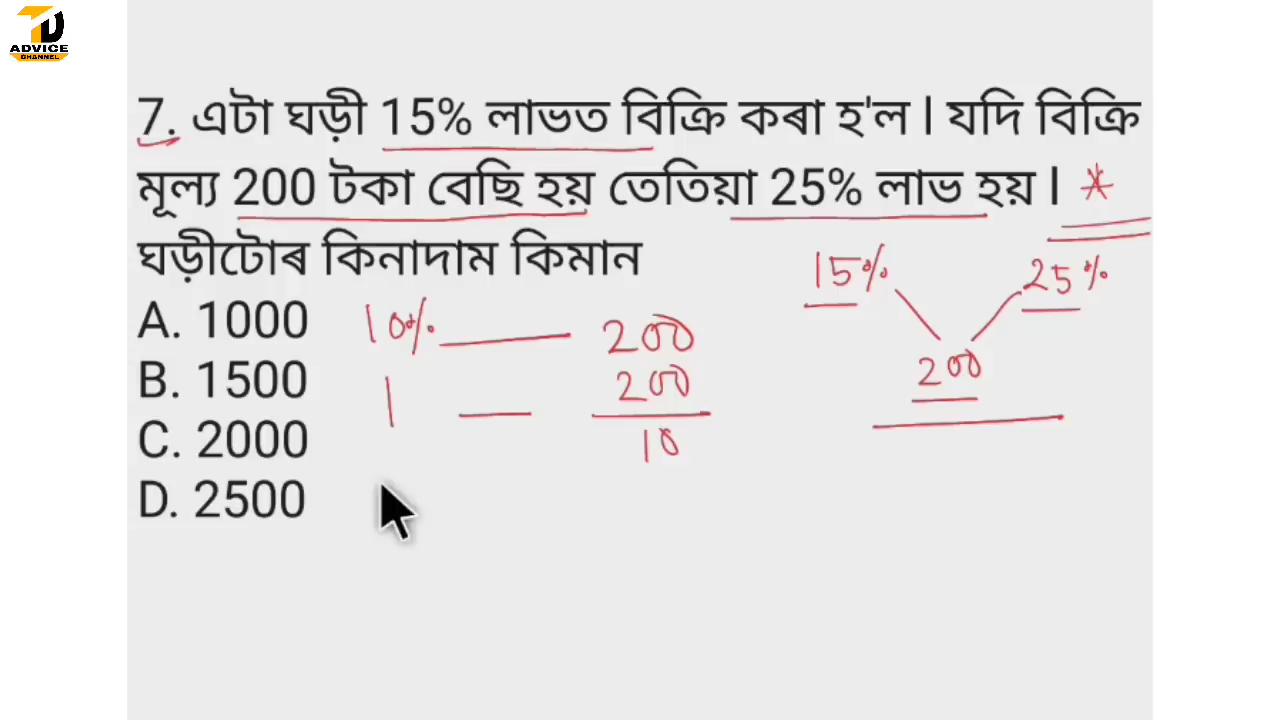 TD
ADVICE
CHANNEL
7. এটা ঘড়ী 15% লাভত বিক্ৰি কৰা হ'ল l যদি বিক্ৰি
মূল্য 200 টকা বেছি হয় তেতিয়া 25% লাভ হয় l *
ঘড়ীটোৰ কিনাদাম কিমান
15% 25%
200
A. 1000
B. 1500
C. 2000
D. 2500
10% — 200
1 — 200
10